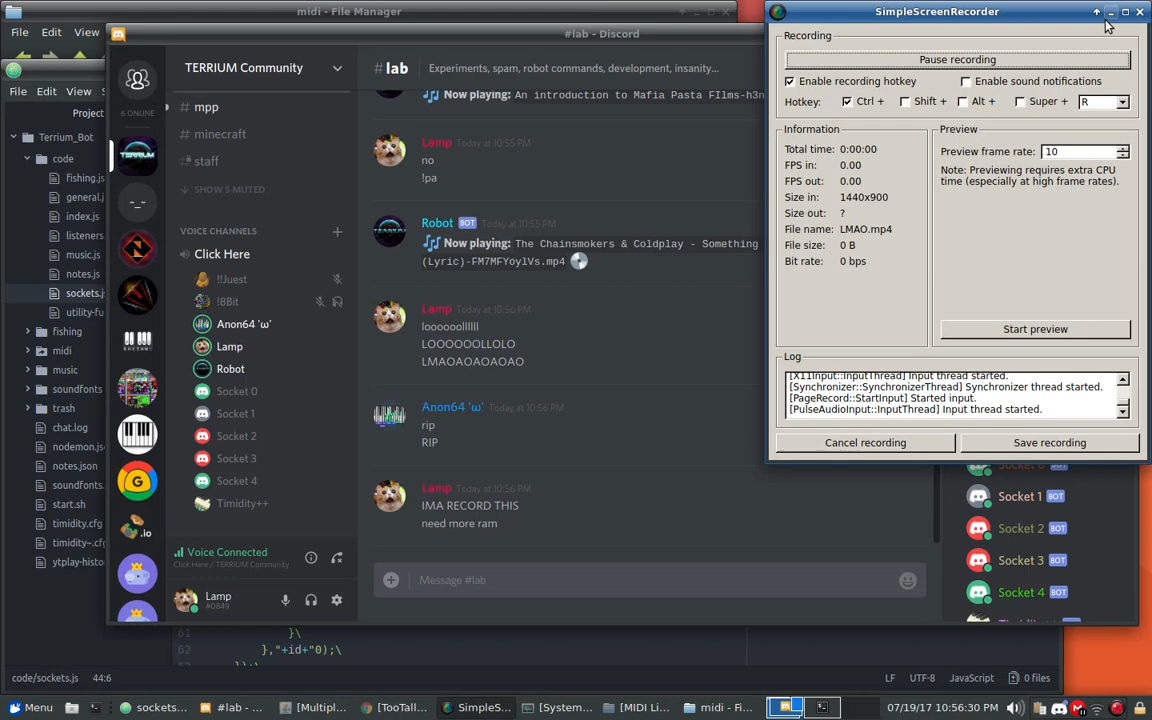 midi - File Manager
File
Edit
View
SimpleScreenRecorder
Recording
Pause recording
Enable recording hotkey
Enable sound notifications
Hotkey:
Ctrl +
Shift +
Alt +
Super +
R
Information
Total time: 0:00:00
FPS in: 0.00
FPS out: 0.00
Size in: 1440x900
Size out: ?
File name: LMAO.mp4
File size: 0 B
Bit rate: 0 bps
Preview
Preview frame rate: 10
Note: Previewing requires extra CPU
time (especially at high frame rates).
Start preview
Log
[X11Input::InputThread] Input thread started.
[Synchronizer::SynchronizerThread] Synchronizer thread started.
[PageRecord::StartInput] Started input.
[PulseAudioInput::InputThread] Input thread started.
Cancel recording
Save recording
File
Edit
View
Project
Terrium_Bot
code
fishing.js
general.j
index.js
listeners
music.js
notes.js
sockets.j
utility-fu
fishing
midi
music
soundfonts
trash
chat.log
nodemon.js
notes.json
soundfonts.
start.sh
timidity.cfg
timidity~.cf
ytplay-histo
#lab - Discord
6 ONLINE
TERRIUM
-_-
.io
TERRIUM Community
# mpp
# minecraft
# staff
SHOW 5 MUTED
VOICE CHANNELS
Click Here
!!Juest
!8Bit
Anon64 'ω'
Lamp
Robot
Socket 0
Socket 1
Socket 2
Socket 3
Socket 4
Timidity++
Voice Connected
Click Here / TERRIUM Community
Lamp
#0849
# lab
Experiments, spam, robot commands, development, insanity...
Now playing: An introduction to Mafia Pasta FIlms-h3n
Lamp Today at 10:55 PM
no
!pa
Robot BOT Today at 10:55 PM
Now playing: The Chainsmokers & Coldplay - Something
(Lyric)-FM7MFYoylVs.mp4
Lamp Today at 10:56 PM
loooooollllll
LOOOOOOLLOLO
LMAOAOAOAOAO
Anon64 'ω' Today at 10:56 PM
rip
RIP
Lamp Today at 10:56 PM
IMA RECORD THIS
need more ram
Message #lab
Socket 0 BOT
Socket 1 BOT
Socket 2 BOT
Socket 3 BOT
Socket 4 BOT
61 }\
62 },"+id+"0);\
code/sockets.js 44:6
LF
UTF-8
JavaScript
0 files
Menu
sockets...
#lab - ...
[Multipl...
[TooTall...
SimpleS...
[System...
[MIDI Li...
midi - Fi...
07/19/17 10:56:30 PM